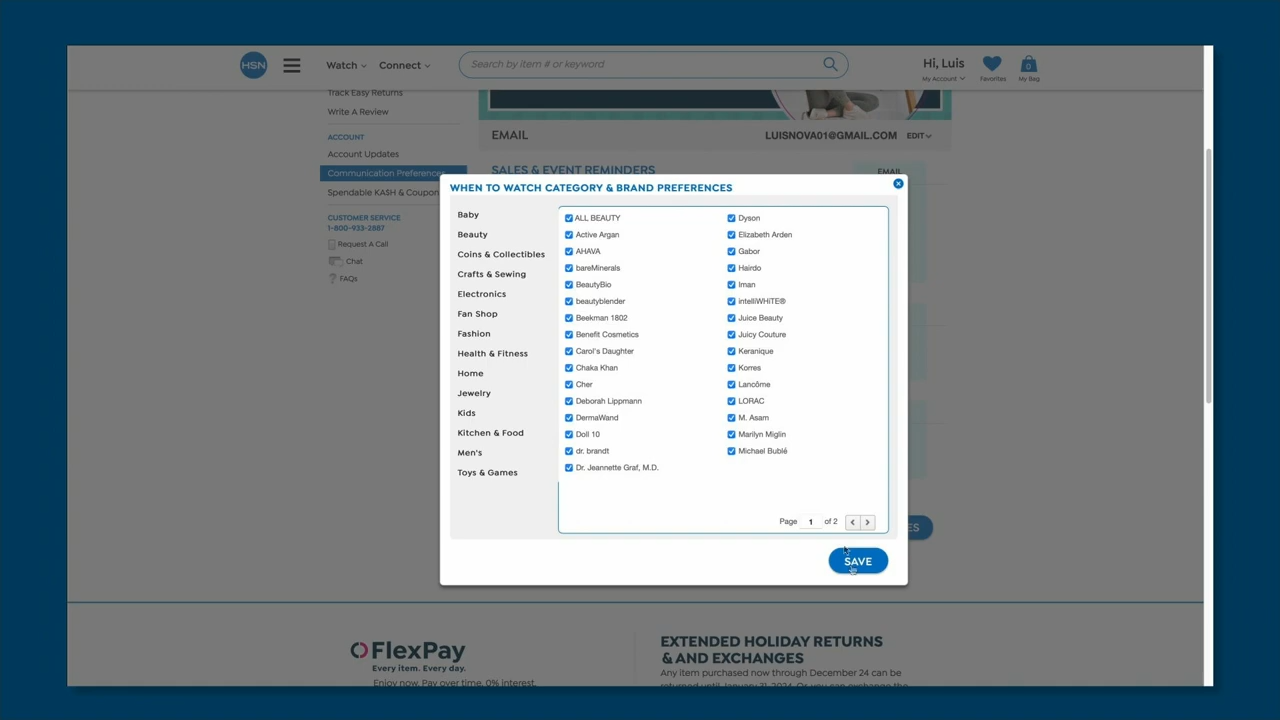 HSN
Watch
Connect
Search by item # or keyword
Hi, Luis
My Account
Favorites
0
My Bag
Track Easy Returns
Write A Review
ACCOUNT
Account Updates
Communication Preferences
Spendable KASH & Coupon
CUSTOMER SERVICE
1-800-933-2887
Request A Call
Chat
FAQs
EMAIL
LUISNOVA01@GMAIL.COM
EDIT
SALES & EVENT REMINDERS
EMAIL
WHEN TO WATCH CATEGORY & BRAND PREFERENCES
Baby
Beauty
Coins & Collectibles
Crafts & Sewing
Electronics
Fan Shop
Fashion
Health & Fitness
Home
Jewelry
Kids
Kitchen & Food
Men's
Toys & Games
ALL BEAUTY
Active Argan
AHAVA
bareMinerals
BeautyBio
beautyblender
Beekman 1802
Benefit Cosmetics
Carol's Daughter
Chaka Khan
Cher
Deborah Lippmann
DermaWand
Doll 10
dr. brandt
Dr. Jeannette Graf, M.D.
Dyson
Elizabeth Arden
Gabor
Hairdo
Iman
intelliWHiTE®
Juice Beauty
Juicy Couture
Keranique
Korres
Lancôme
LORAC
M. Asam
Marilyn Miglin
Michael Bublé
Page 1 of 2
SAVE
ES
FlexPay
Every item. Every day.
Enjoy now. Pay over time. 0% interest.
EXTENDED HOLIDAY RETURNS
& AND EXCHANGES
Any item purchased now through December 24 can be
returned until January 31, 2024. Or, you can exchange the